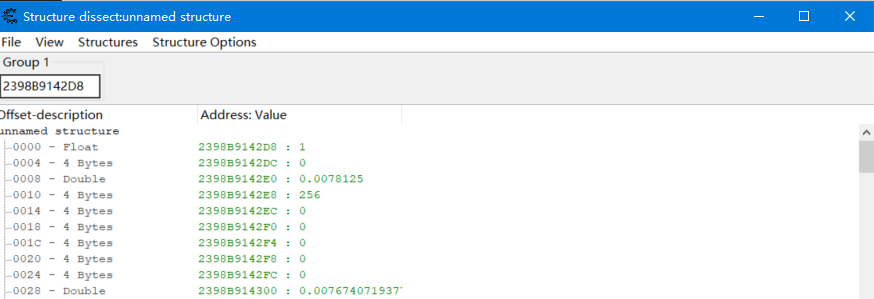 Structure dissect:unnamed structure
File View Structures Structure Options
Group 1
2398B9142D8
Offset-description Address: Value
unnamed structure
0000 - Float 2398B9142D8 : 1
0004 - 4 Bytes 2398B9142DC : 0
0008 - Double 2398B9142E0 : 0.0078125
0010 - 4 Bytes 2398B9142E8 : 256
0014 - 4 Bytes 2398B9142EC : 0
0018 - 4 Bytes 2398B9142F0 : 0
001C - 4 Bytes 2398B9142F4 : 0
0020 - 4 Bytes 2398B9142F8 : 0
0024 - 4 Bytes 2398B9142FC : 0
0028 - Double 2398B914300 : 0.00767407193